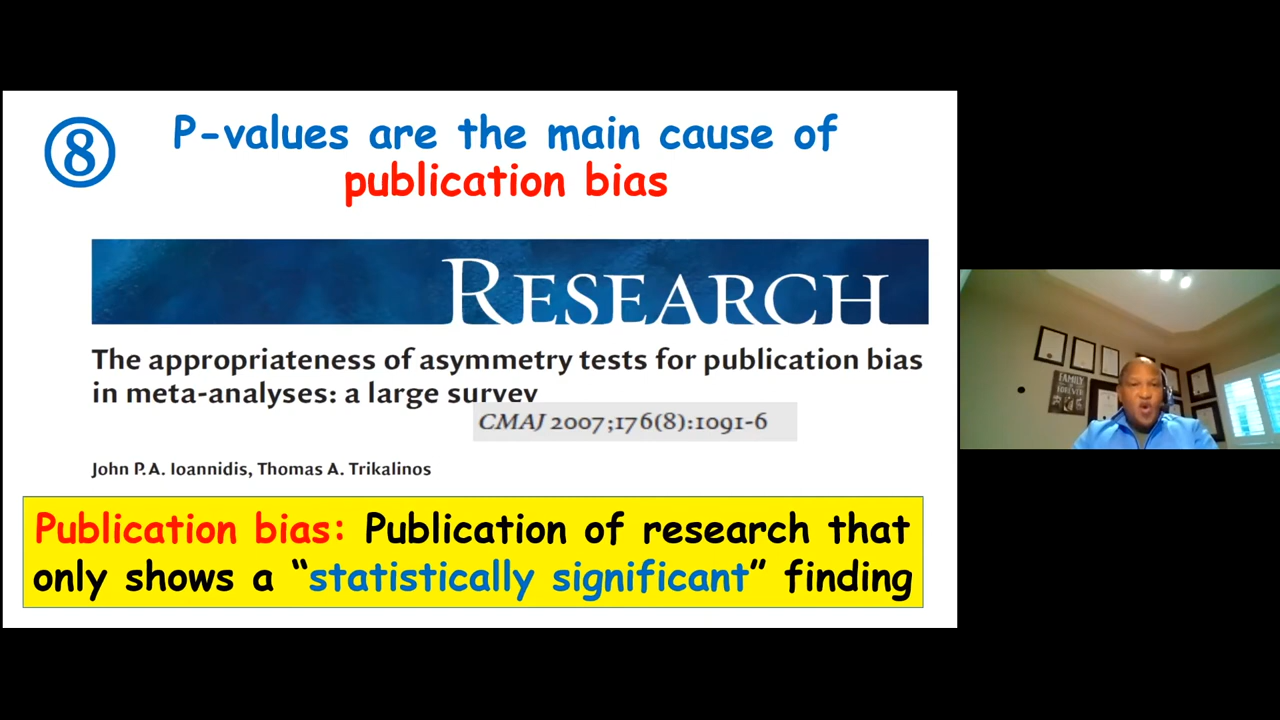 ⑧
P-values are the main cause of
publication bias
RESEARCH
The appropriateness of asymmetry tests for publication bias
in meta-analyses: a large survey
CMAJ 2007;176(8):1091-6
John P.A. Ioannidis, Thomas A. Trikalinos
Publication bias: Publication of research that
only shows a “statistically significant” finding
FAMILY
FOREVER